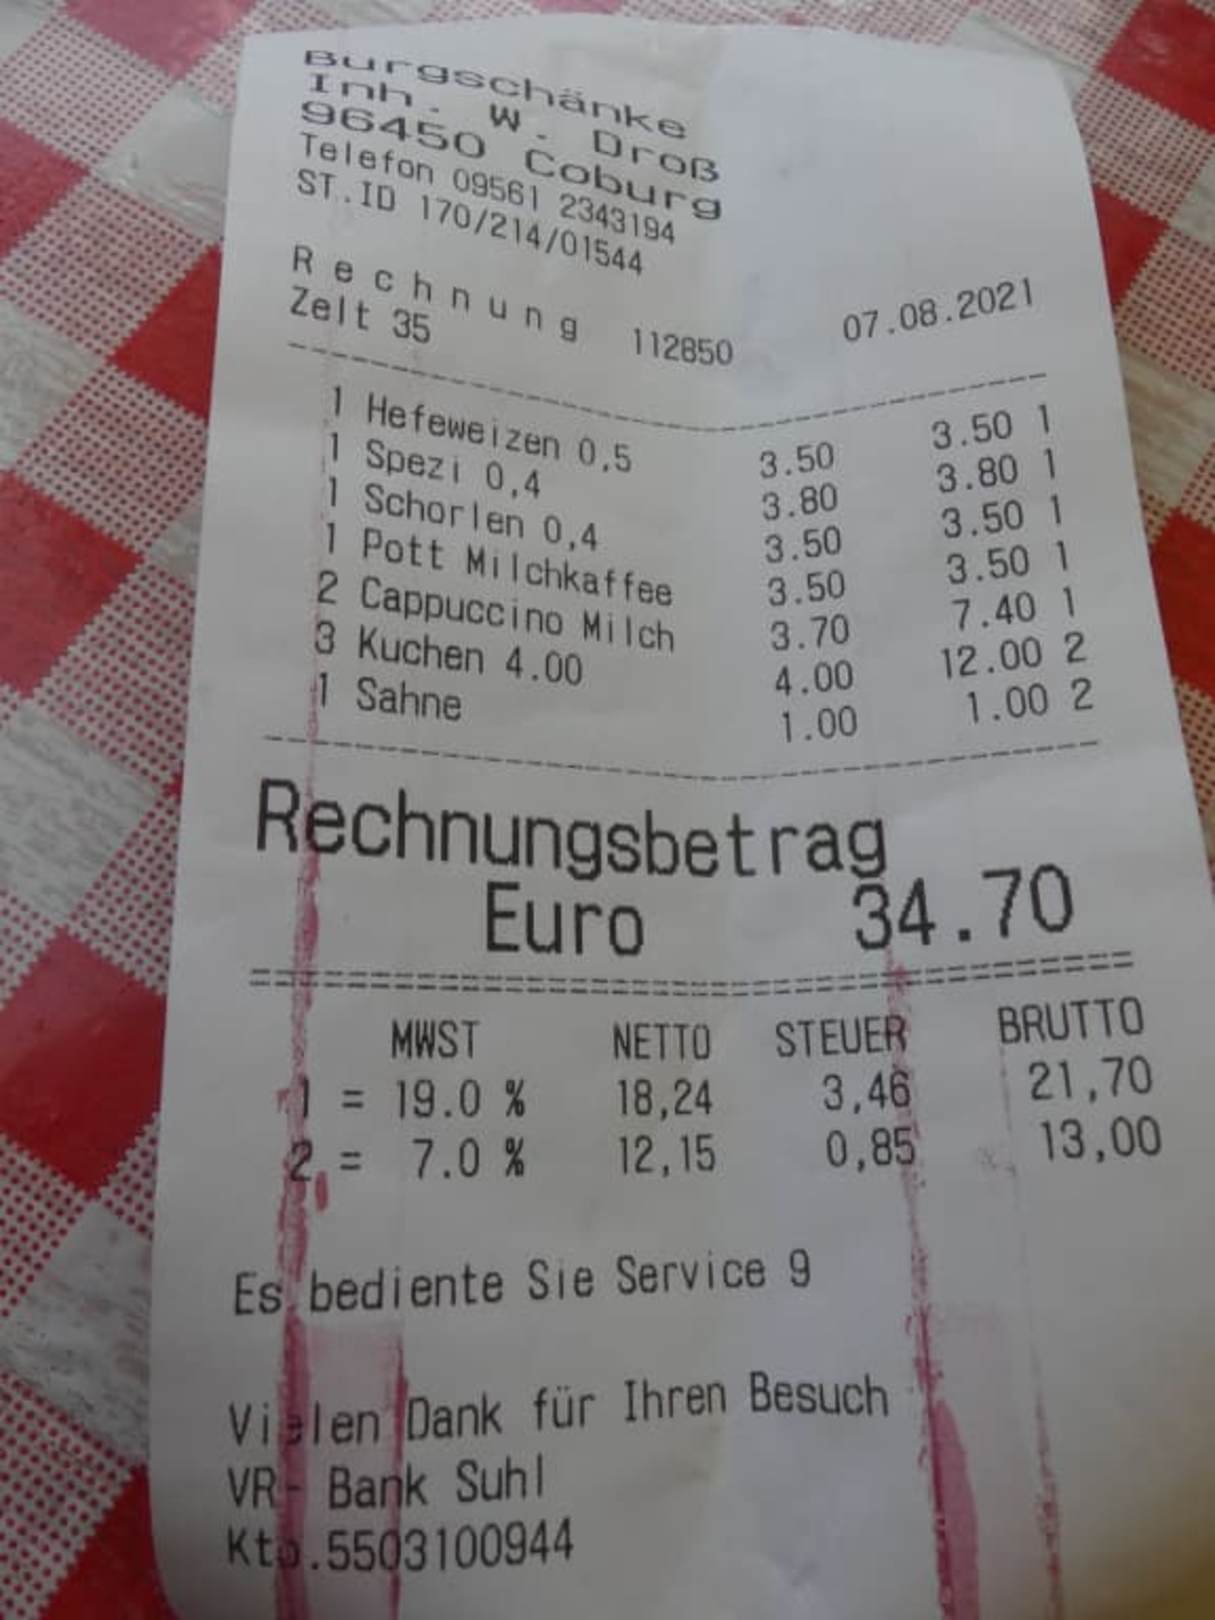 Burgschänke
Inh. W. Droß
96450 Coburg
Telefon 09561 2343194
ST.ID 170/214/01544
Rechnung 112850 07.08.2021
Zelt 35
1 Hefeweizen 0,5 3.50 3.50 1
1 Spezi 0,4 3.80 3.80 1
1 Schorlen 0,4 3.50 3.50 1
1 Pott Milchkaffee 3.50 3.50 1
2 Cappuccino Milch 3.70 7.40 1
3 Kuchen 4.00 4.00 12.00 2
1 Sahne 1.00 1.00 2
Rechnungsbetrag
Euro 34.70
MWST NETTO STEUER BRUTTO
1 = 19.0 % 18,24 3,46 21,70
2 = 7.0 % 12,15 0,85 13,00
Es bediente Sie Service 9
Vielen Dank für Ihren Besuch
VR- Bank Suhl
Kto.5503100944